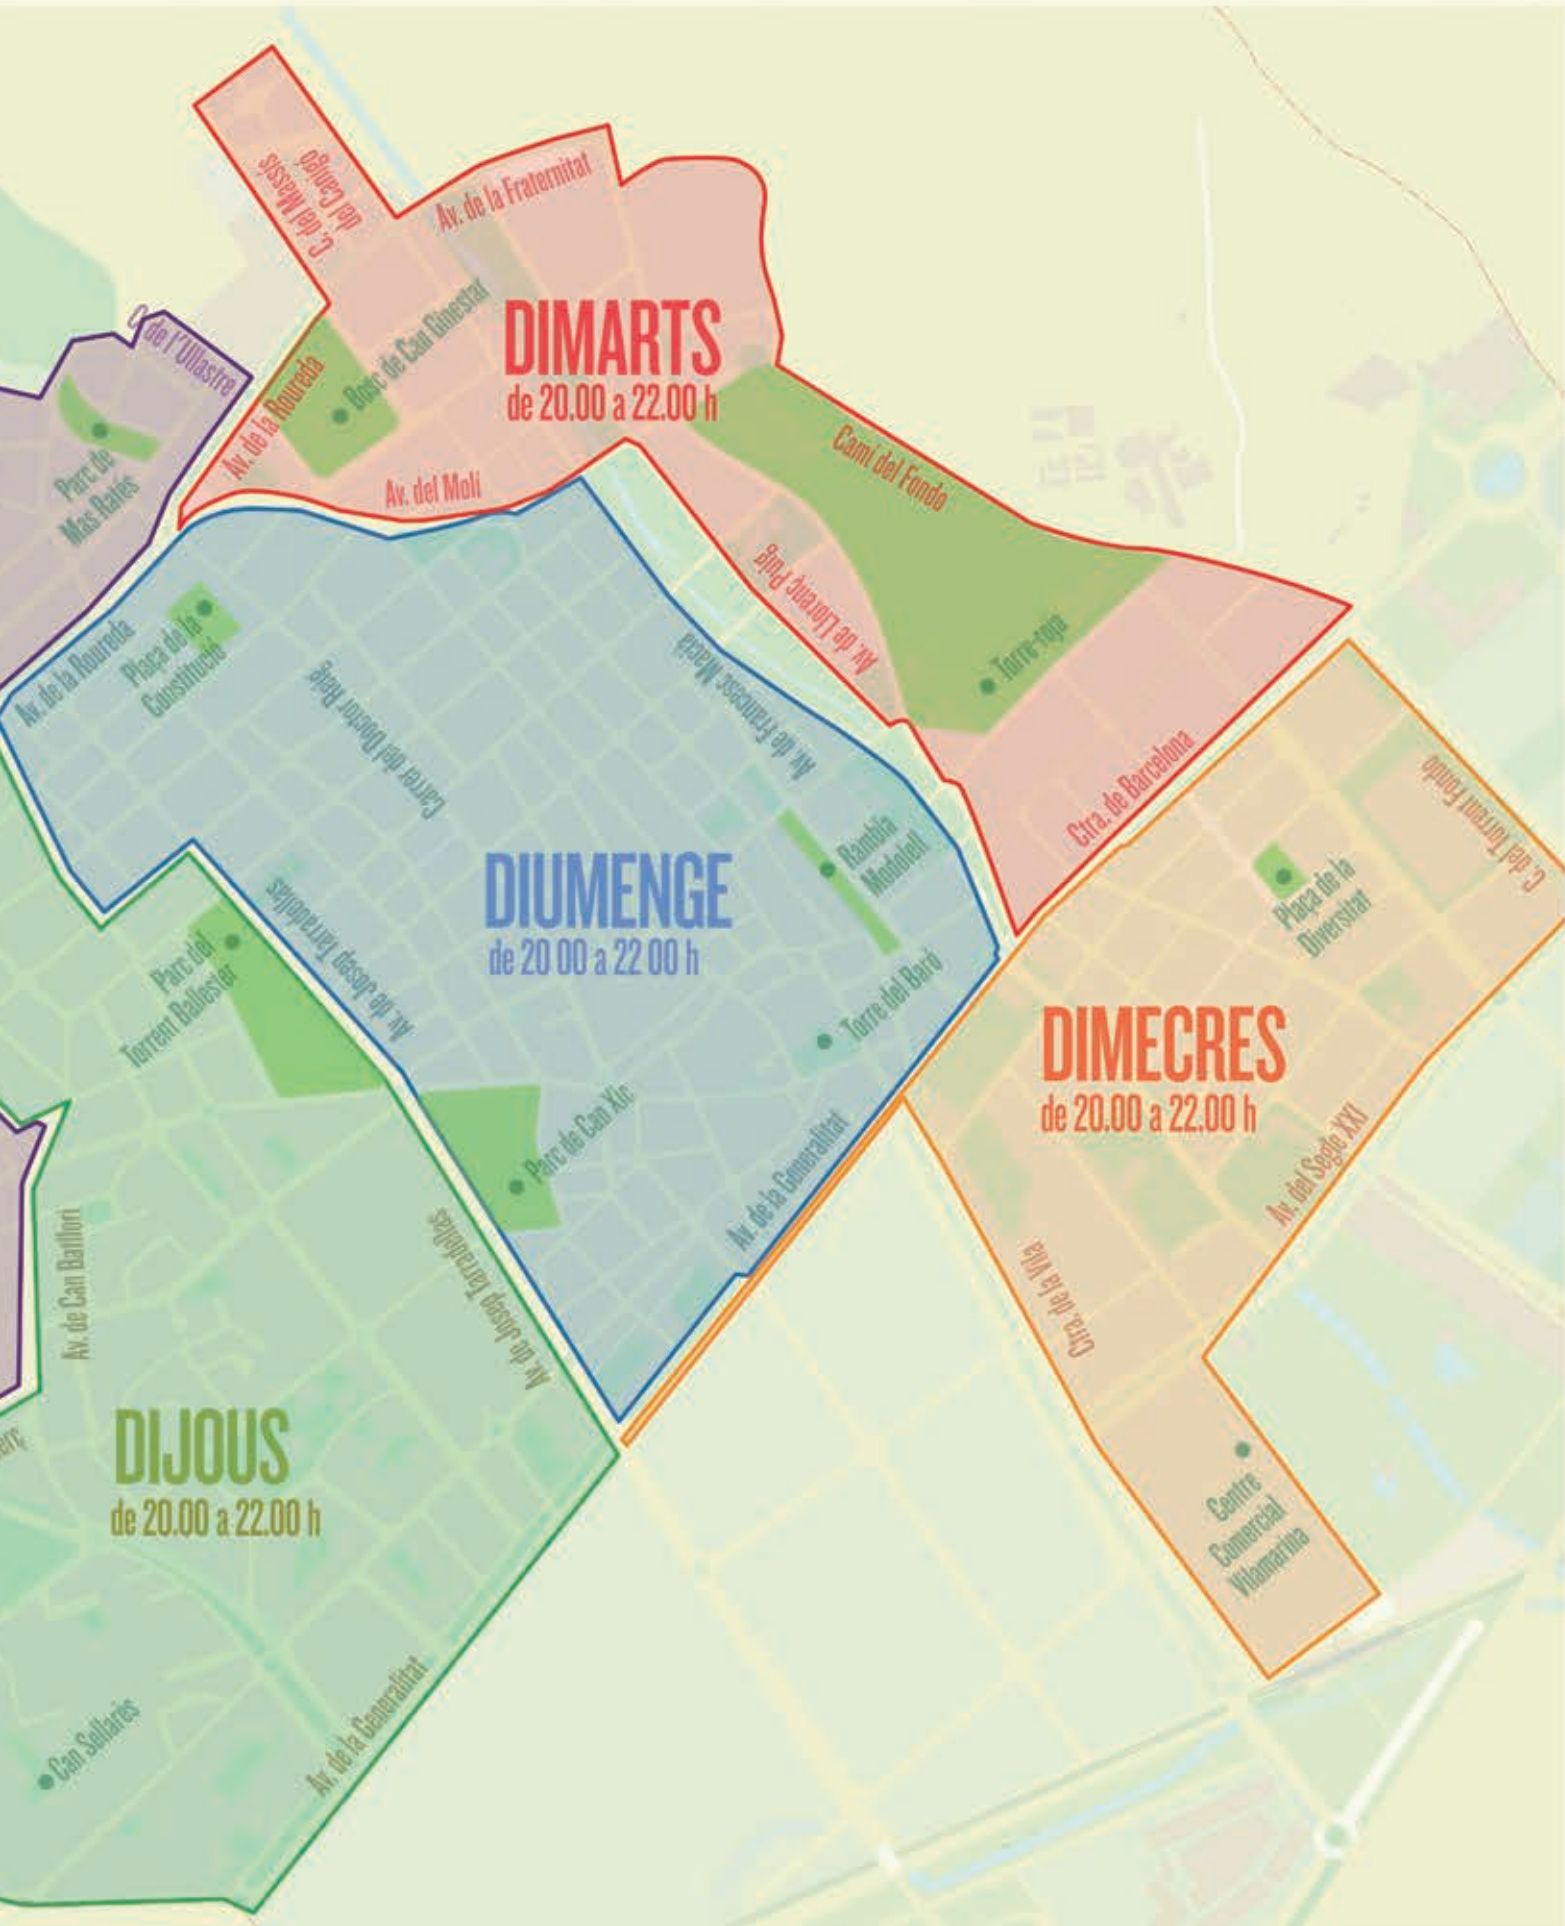 C. del Massís
del Canigó
Av. de la Fraternitat
Bosc de Can Ginestar
DIMARTS
de 20.00 a 22.00 h
C. de l'Ullastre
Av. de la Roureda
Parc de
Mas Ratés
Av. del Molí
Camí del Fondo
Av. de Llorenç Puig
Torre-roja
Ctra. de Barcelona
Av. de la Roureda
Plaça de la
Constitució
Carrer del Doctor Reig
Av. de Francesc Macià
C. del Torrent Fondo
Rambla
Modolell
Plaça de la
Diversitat
DIUMENGE
de 20 00 a 22 00 h
Av. de Josep Tarradellas
Parc del
Torrent Ballester
Torre del Baró
DIMECRES
de 20.00 a 22.00 h
Parc de Can Xic
Av. de la Generalitat
Av. del Segle XXI
Av. de Can Batllori
Av. de Josep Tarradellas
Ctra. de la Vila
DIJOUS
de 20.00 a 22.00 h
Centre
Comercial
Vilamarina
Av. de la Generalitat
Can Sellarès